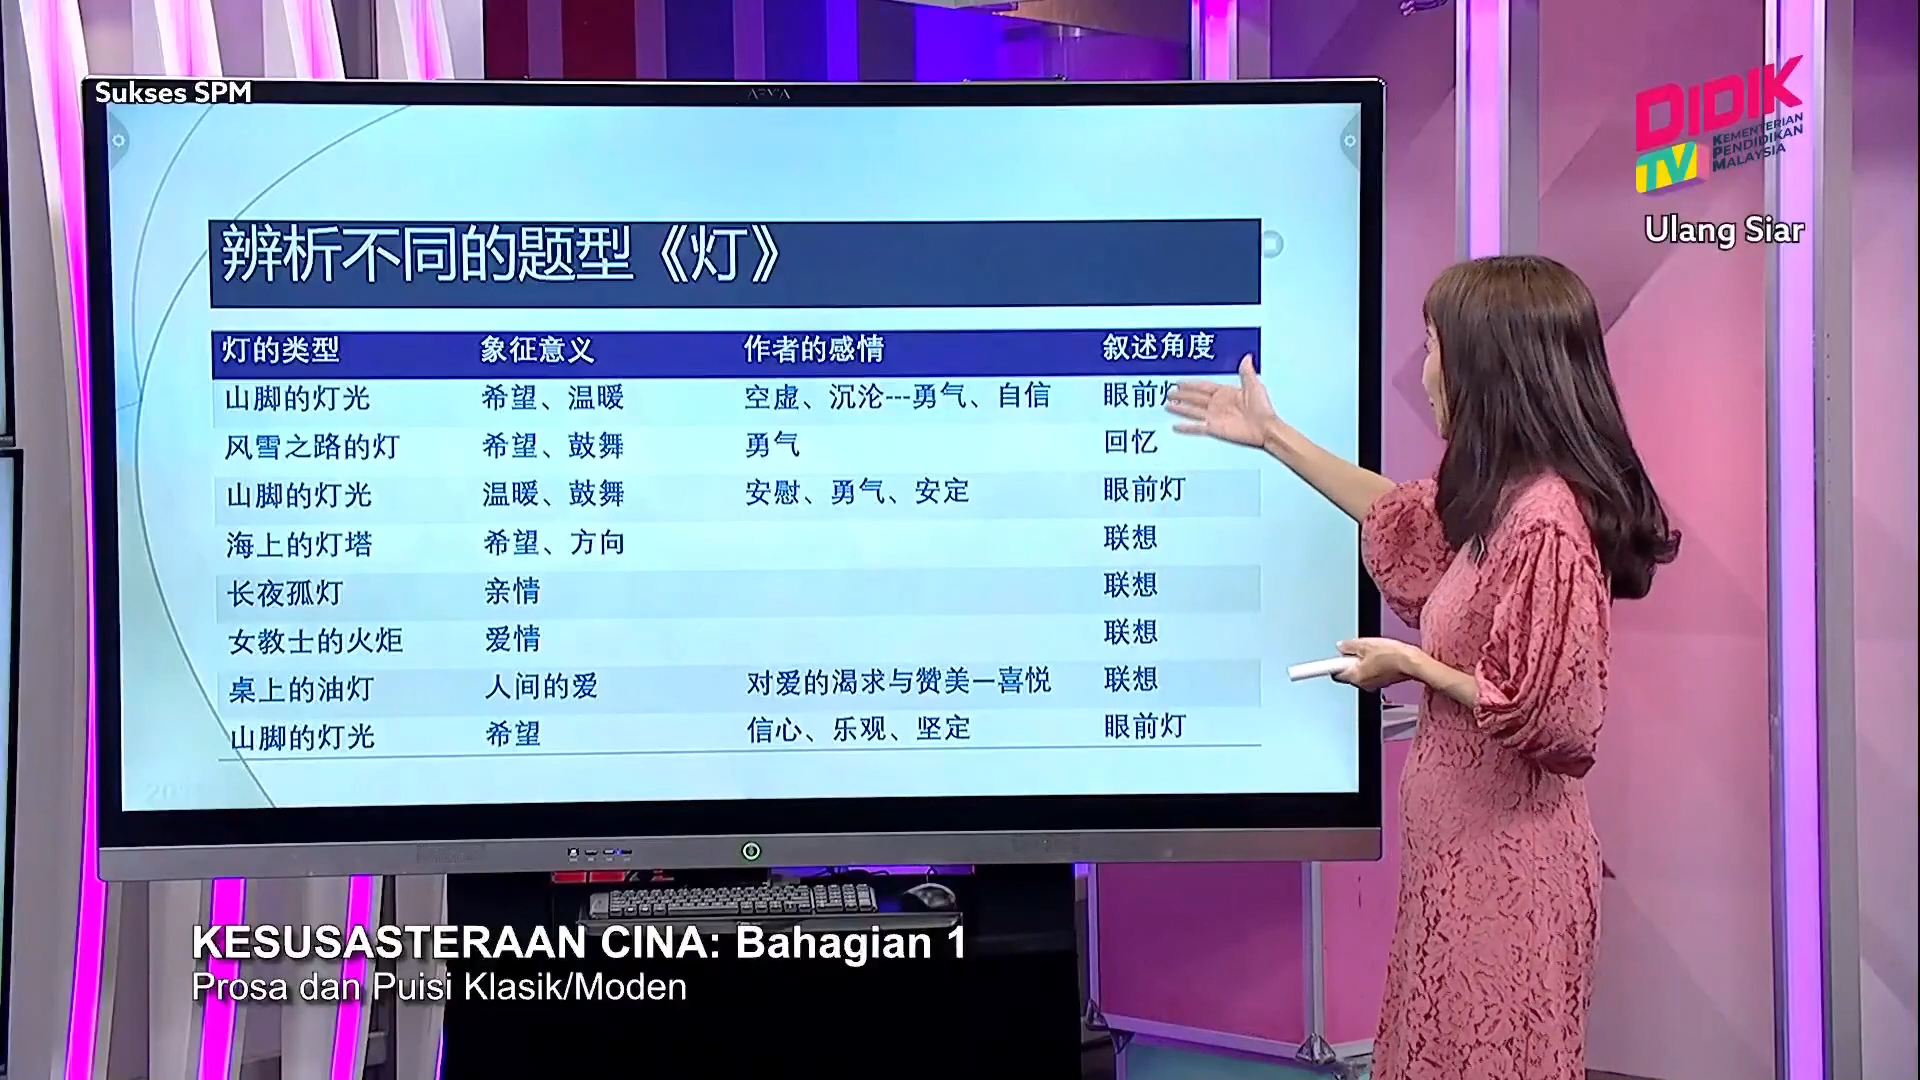 Sukses SPM
DIDIK
TV
KEMENTERIAN
PENDIDIKAN
MALAYSIA
Ulang Siar
辨析不同的题型《灯》
灯的类型 象征意义 作者的感情 叙述角度
山脚的灯光 希望、温暖 空虚、沉沦---勇气、自信 眼前灯
风雪之路的灯 希望、鼓舞 勇气 回忆
山脚的灯光 温暖、鼓舞 安慰、勇气、安定 眼前灯
海上的灯塔 希望、方向 联想
长夜孤灯 亲情 联想
女教士的火炬 爱情 联想
桌上的油灯 人间的爱 对爱的渴求与赞美—喜悦 联想
山脚的灯光 希望 信心、乐观、坚定 眼前灯
KESUSASTERAAN CINA: Bahagian 1
Prosa dan Puisi Klasik/Moden